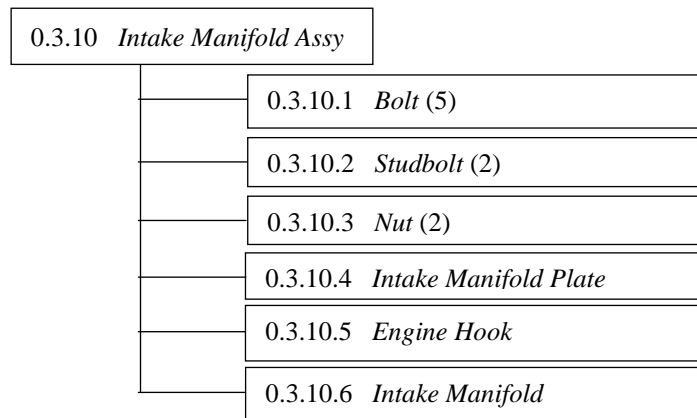 0.3.10 Intake Manifold Assy
0.3.10.1 Bolt (5)
0.3.10.2 Studbolt (2)
0.3.10.3 Nut (2)
0.3.10.4 Intake Manifold Plate
0.3.10.5 Engine Hook
0.3.10.6 Intake Manifold